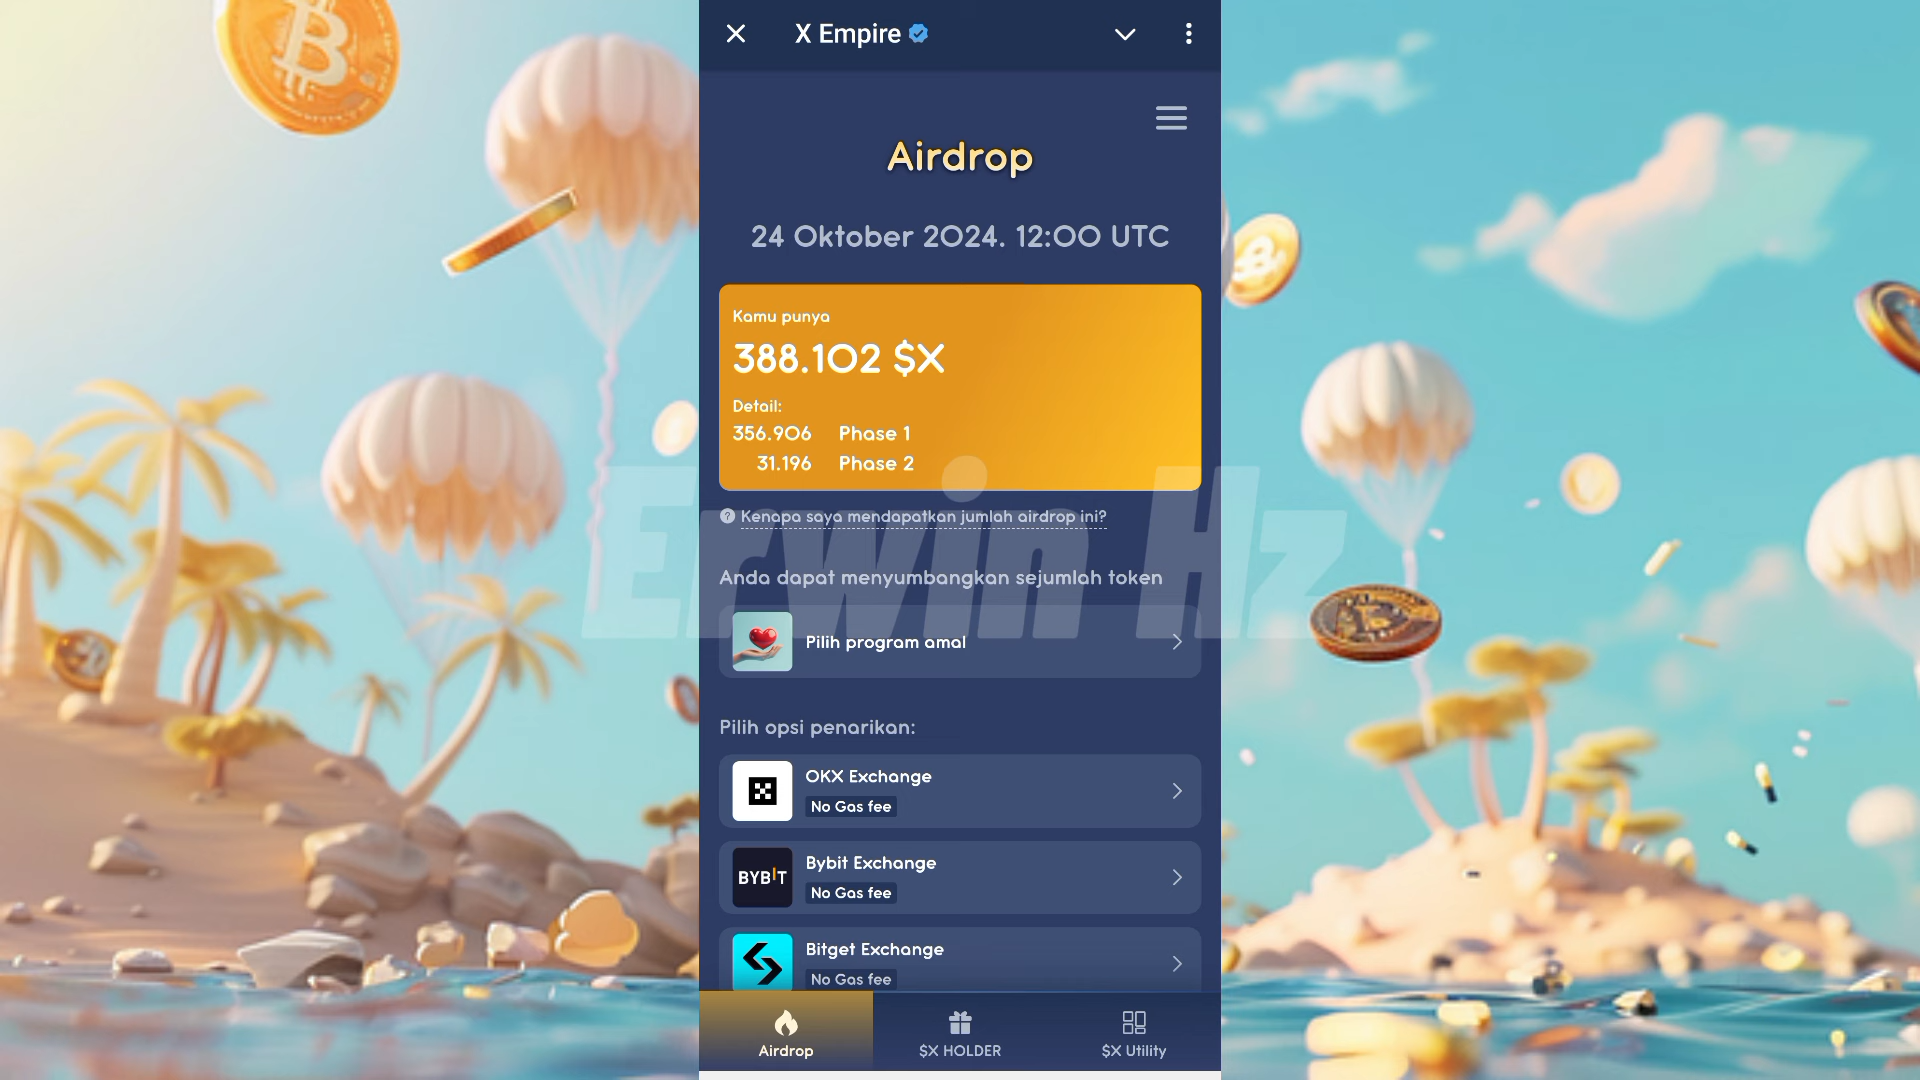 X Empire
Airdrop
24 Oktober 2024. 12:00 UTC
Kamu punya
388.102 $X
Detail:
356.906 Phase 1
31.196 Phase 2
Kenapa saya mendapatkan jumlah airdrop ini?
Erwin Hz
Anda dapat menyumbangkan sejumlah token
Pilih program amal
Pilih opsi penarikan:
OKX Exchange
No Gas fee
BYBIT
Bybit Exchange
No Gas fee
Bitget Exchange
No Gas fee
Airdrop
$X HOLDER
$X Utility